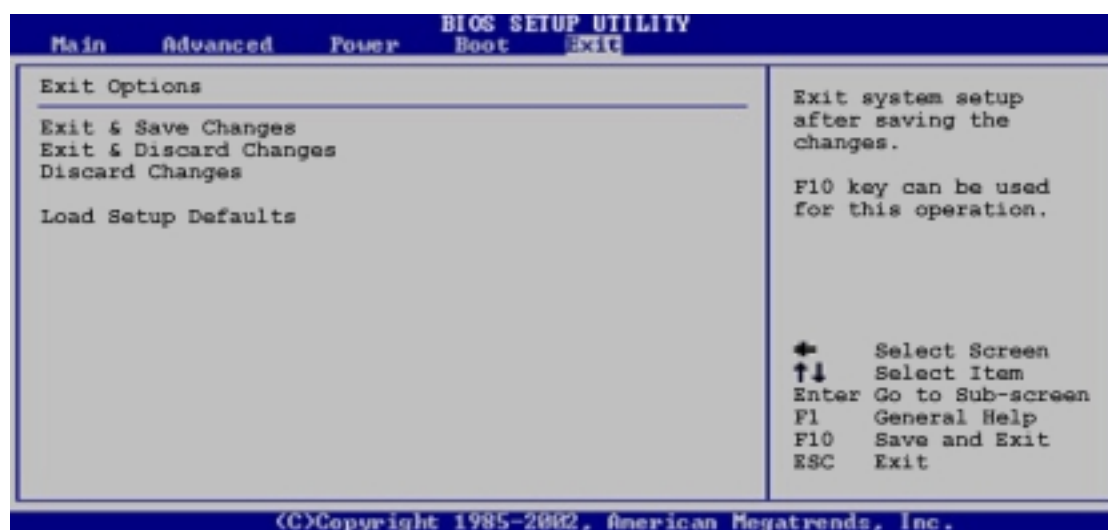 BIOS SETUP UTILITY
Main Advanced Power Boot Exit
Exit Options
Exit & Save Changes
Exit & Discard Changes
Discard Changes
Load Setup Defaults
Exit system setup
after saving the
changes.
F10 key can be used
for this operation.
← Select Screen
↑↓ Select Item
Enter Go to Sub-screen
F1 General Help
F10 Save and Exit
ESC Exit
(C)Copyright 1985-2002, American Megatrends, Inc.